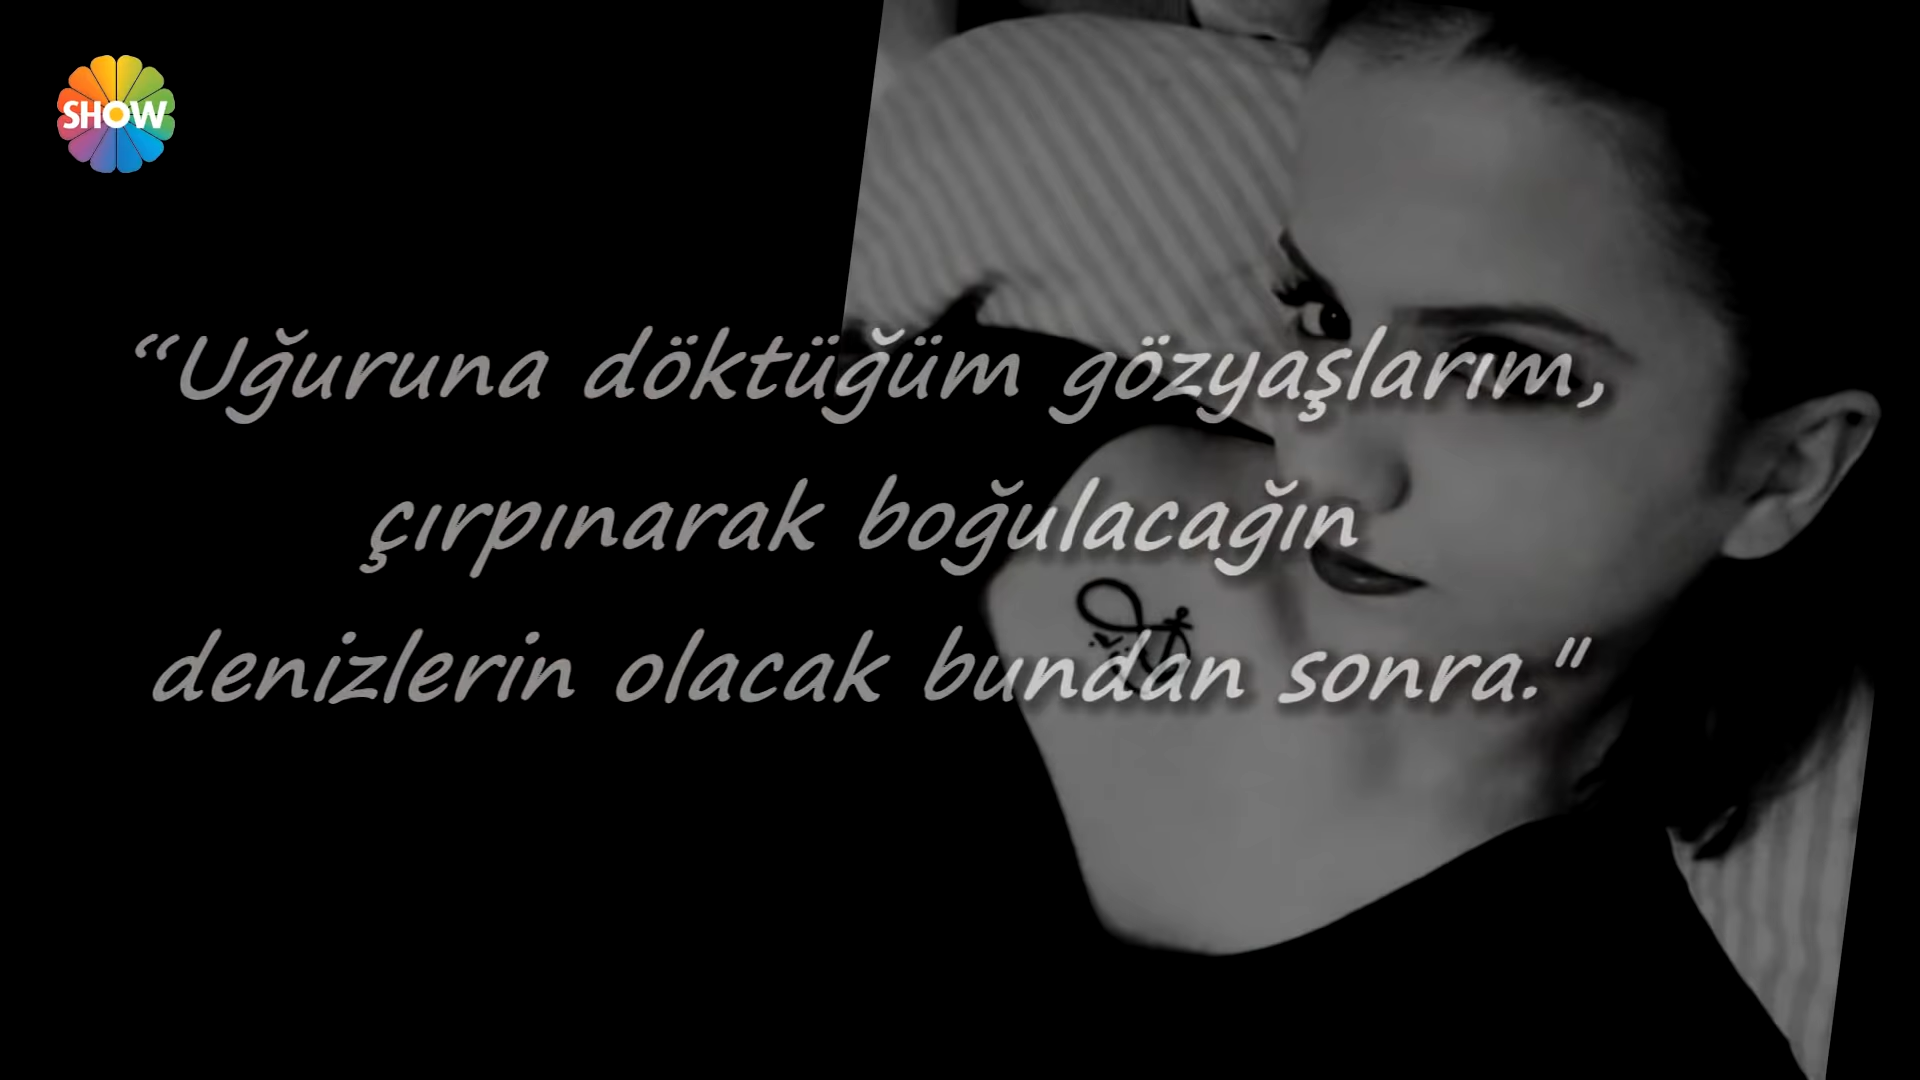 SHOW
“Uğuruna döktüğüm gözyaşlarım,
çırpınarak boğulacağın
denizlerin olacak bundan sonra."